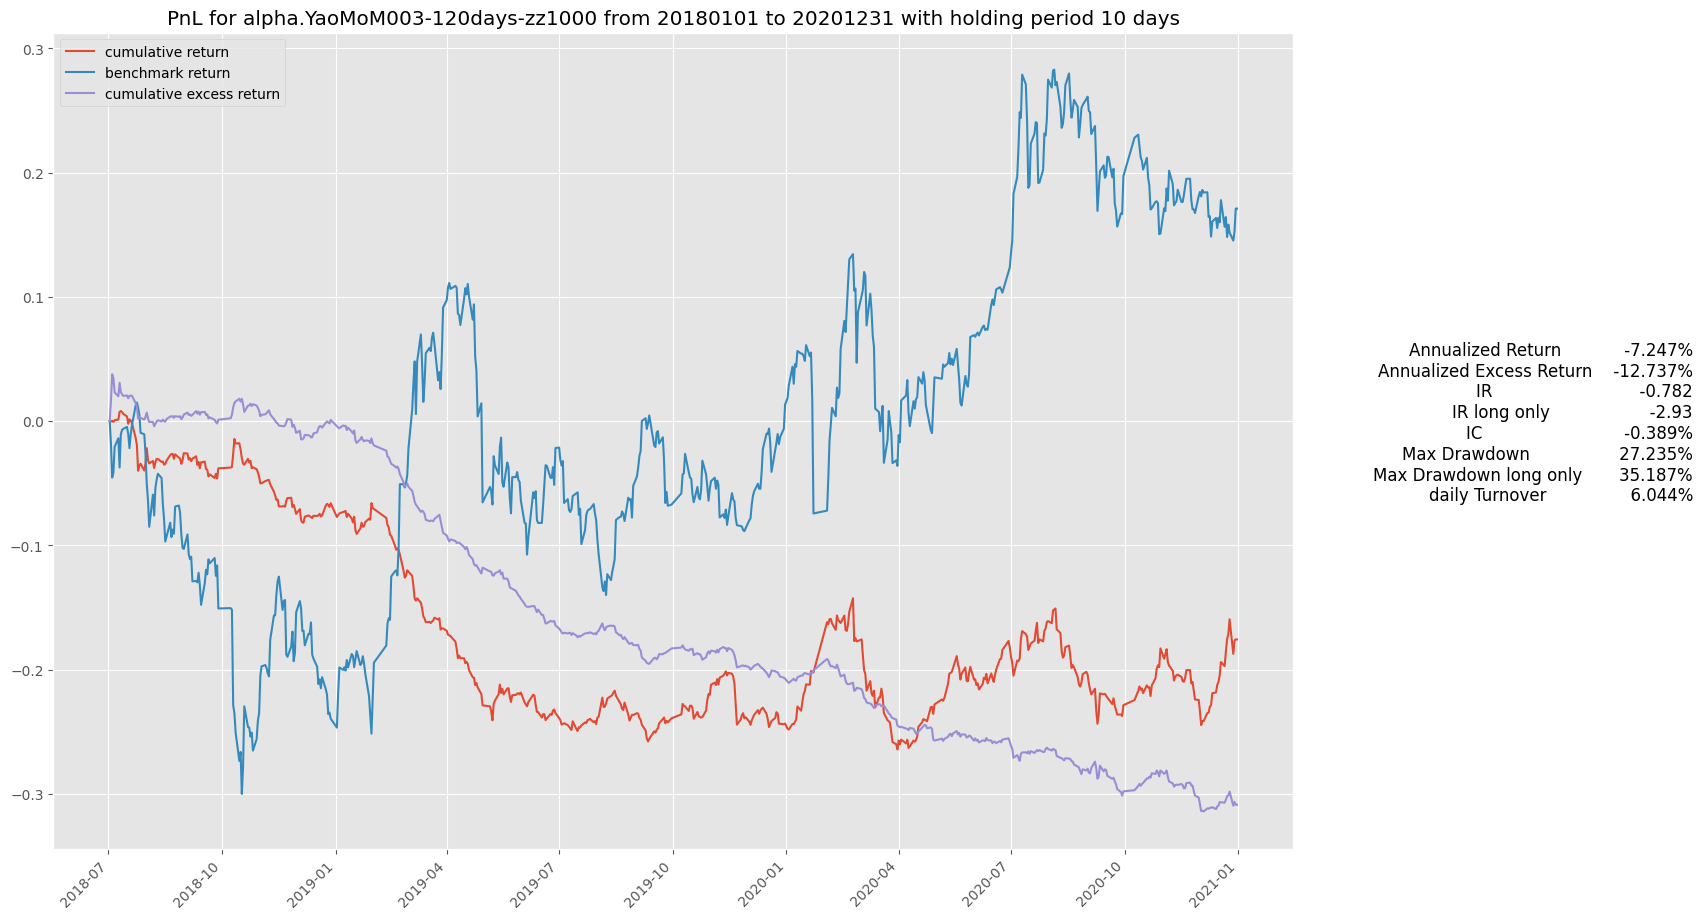 PnL for alpha.YaoMoM003-120days-zz1000 from 20180101 to 20201231 with holding period 10 days
cumulative return
benchmark return
cumulative excess return
0.3
0.2
0.1
0.0
−0.1
−0.2
−0.3
2018-07
2018-10
2019-01
2019-04
2019-07
2019-10
2020-01
2020-04
2020-07
2020-10
2021-01
Annualized Return -7.247%
Annualized Excess Return -12.737%
IR -0.782
IR long only -2.93
IC -0.389%
Max Drawdown 27.235%
Max Drawdown long only 35.187%
daily Turnover 6.044%